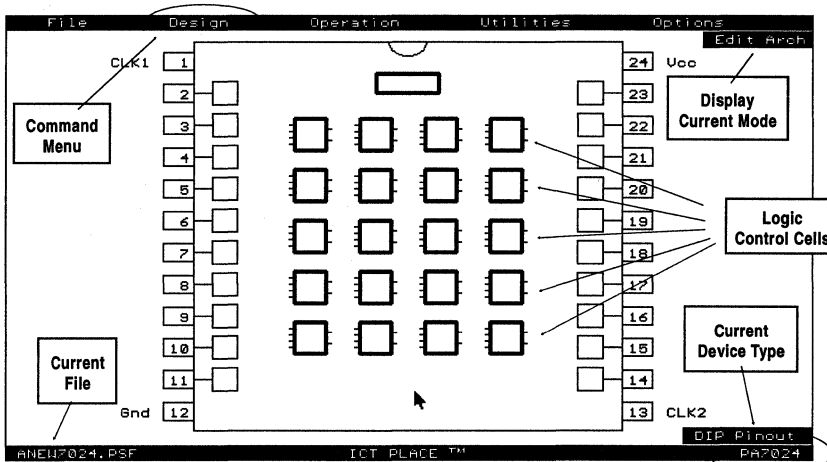 File Design Operation Utilities Options
Edit Arch
CLK1 1 24 Vcc
2 23
3 22
4 21
5 20
6 19
7 18
8 17
9 16
10 15
11 14
Gnd 12 13 CLK2
Command
Menu
Display
Current Mode
Logic
Control Cells
Current
File
Current
Device Type
DIP Pinout
ANEW7024.PSF ICT PLACE TM PA7024